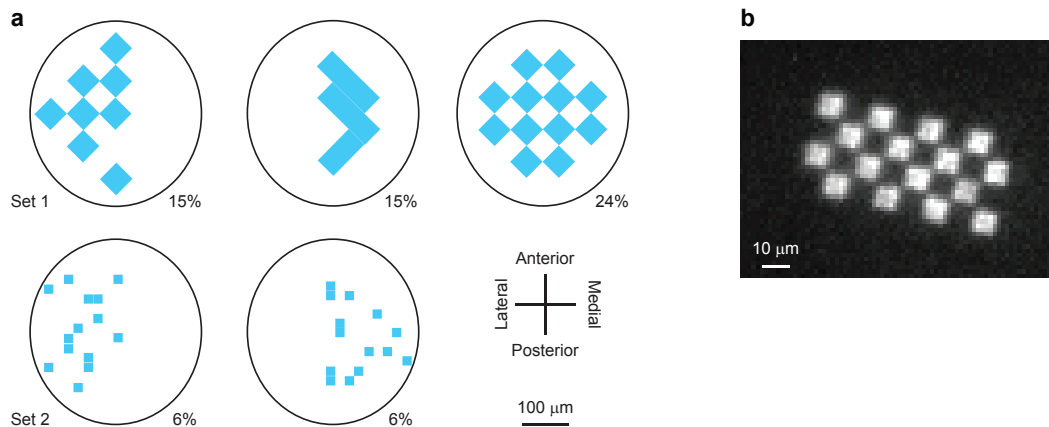 a
b
Set 1
15%
15%
24%
10 μm
Anterior
Lateral
Medial
Posterior
Set 2
6%
6%
100 μm